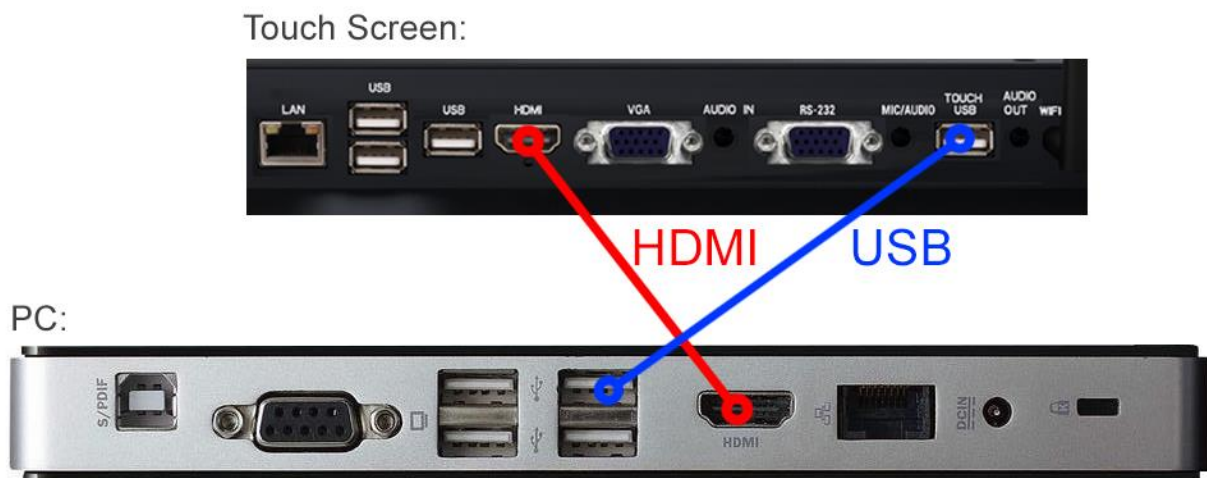 Touch Screen:
LAN
USB
USB
HDMI
VGA
AUDIO IN
RS-232
MIC/AUDIO
TOUCH
USB
AUDIO
OUT
WIFI
HDMI
USB
PC:
S/PDIF
HDMI
DCIN